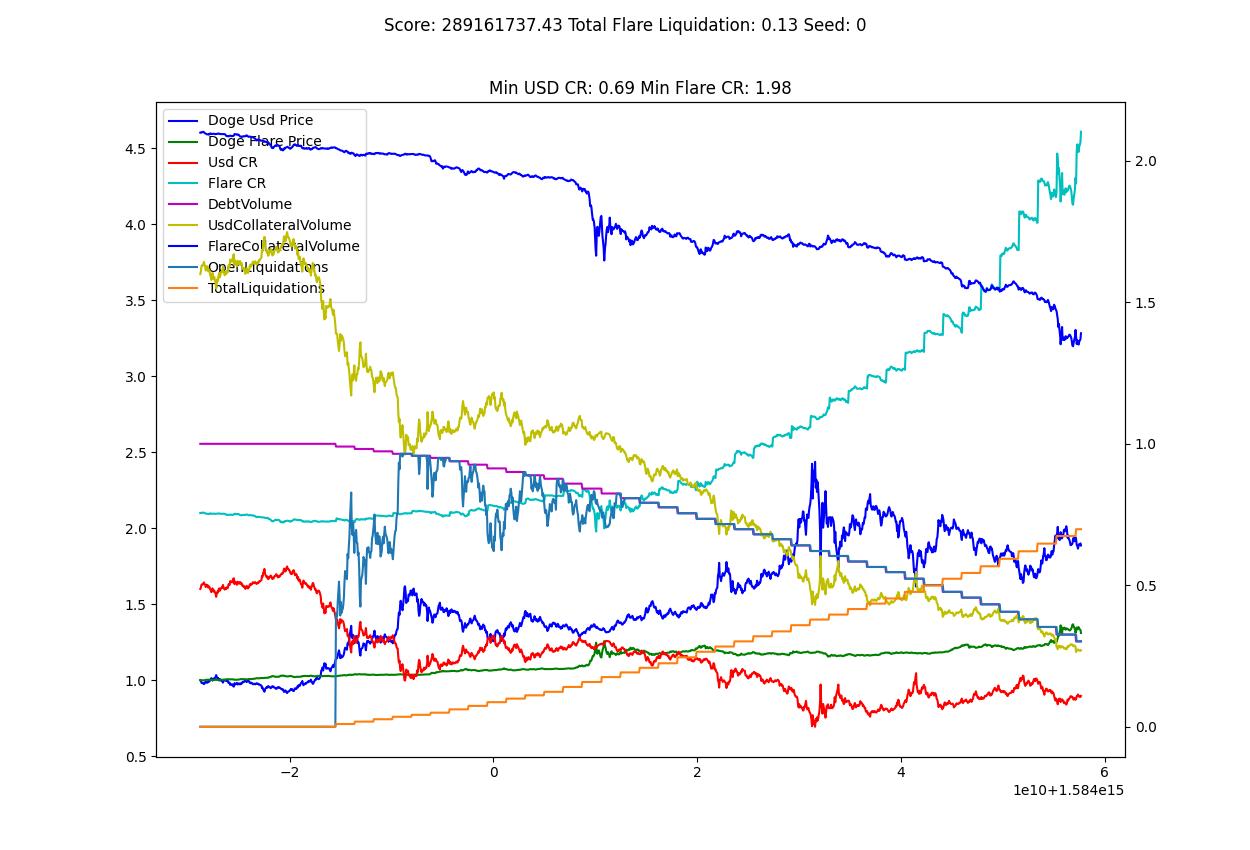 Score: 289161737.43 Total Flare Liquidation: 0.13 Seed: 0
Min USD CR: 0.69 Min Flare CR: 1.98
Doge Usd Price
Doge Flare Price
Usd CR
Flare CR
DebtVolume
UsdCollateralVolume
FlareCollateralVolume
OpenLiquidations
TotalLiquidations
4.5
4.0
3.5
3.0
2.5
2.0
1.5
1.0
0.5
2.0
1.5
1.0
0.5
0.0
−2
0
2
4
6
1e10+1.584e15